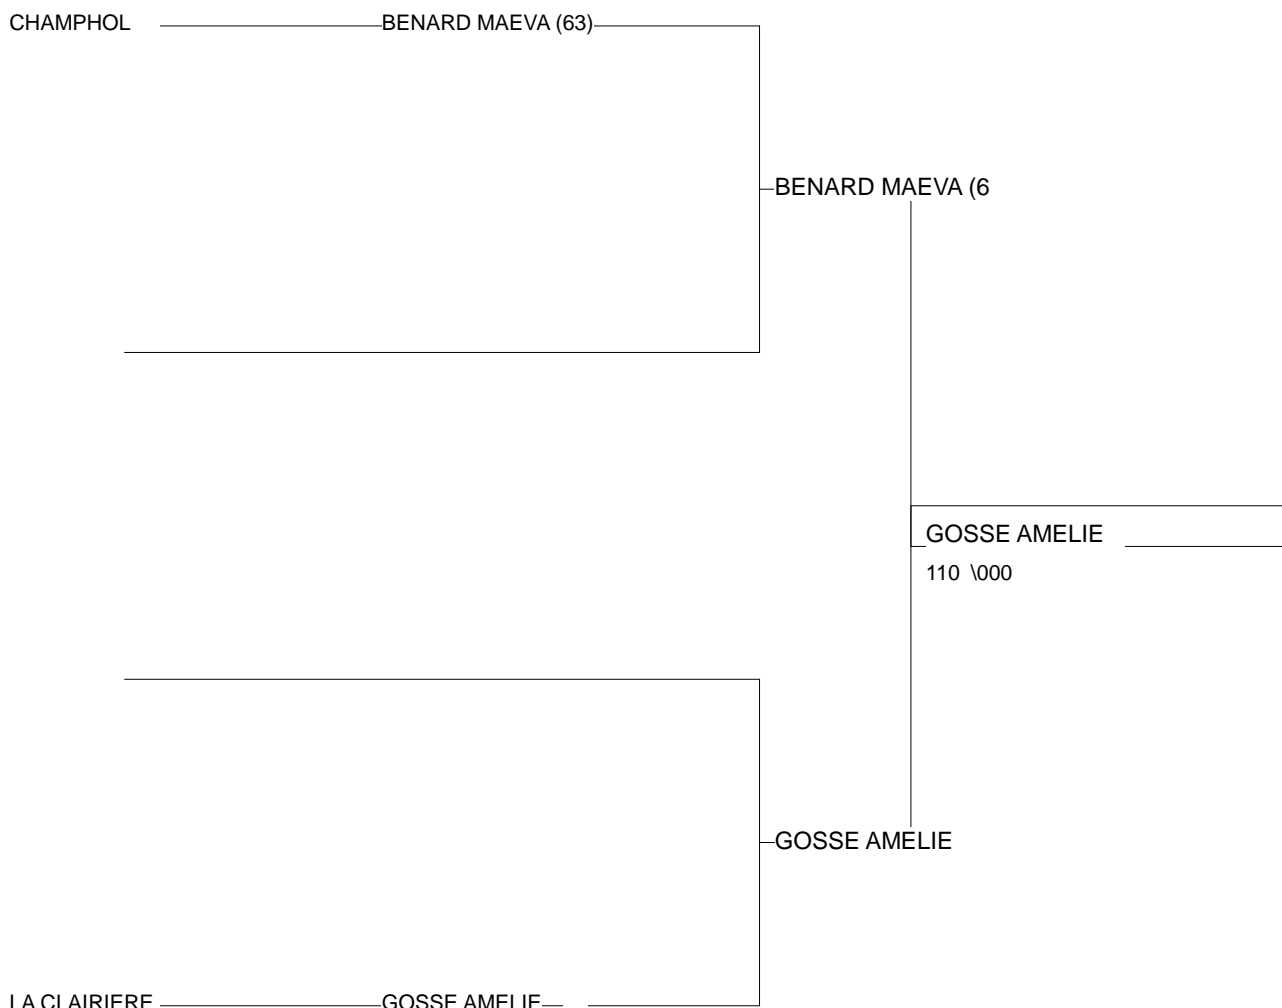 CHAMPHOL BENARD MAEVA (63)
BENARD MAEVA (6
GOSSE AMELIE
110 \000
GOSSE AMELIE
LA CLAIRIERE GOSSE AMELIE